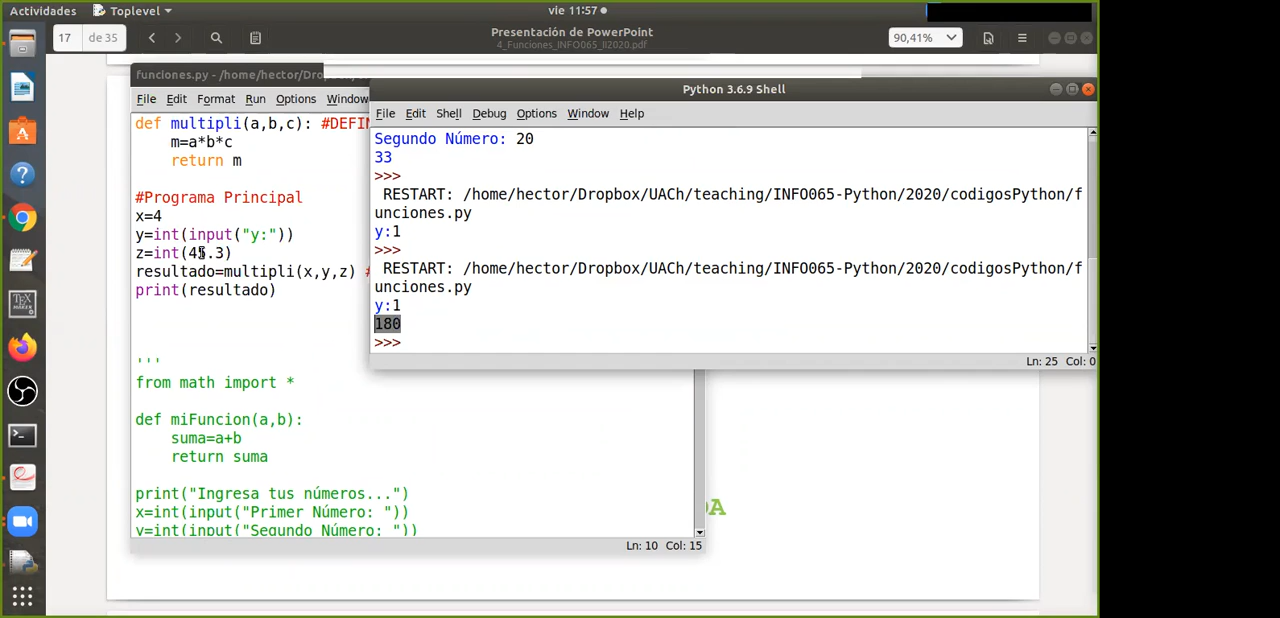 Actividades Toplevel vie 11:57
17 de 35 Presentación de PowerPoint 90,41%
4_Funciones_INFO065_II2020.pdf
funciones.py - /home/hector/Dro
File Edit Format Run Options Window
def multipli(a,b,c): #DEFIN
m=a*b*c
return m
#Programa Principal
x=4
y=int(input("y:"))
z=int(45.3)
resultado=multipli(x,y,z) #
print(resultado)
'''
from math import *
def miFuncion(a,b):
suma=a+b
return suma
print("Ingresa tus números...")
x=int(input("Primer Número: "))
y=int(input("Segundo Número: "))
Ln: 10 Col: 15
Python 3.6.9 Shell
File Edit Shell Debug Options Window Help
Segundo Número: 20
33
>>>
RESTART: /home/hector/Dropbox/UACh/teaching/INFO065-Python/2020/codigosPython/f
unciones.py
y:1
>>>
RESTART: /home/hector/Dropbox/UACh/teaching/INFO065-Python/2020/codigosPython/f
unciones.py
y:1
180
>>>
Ln: 25 Col: 0